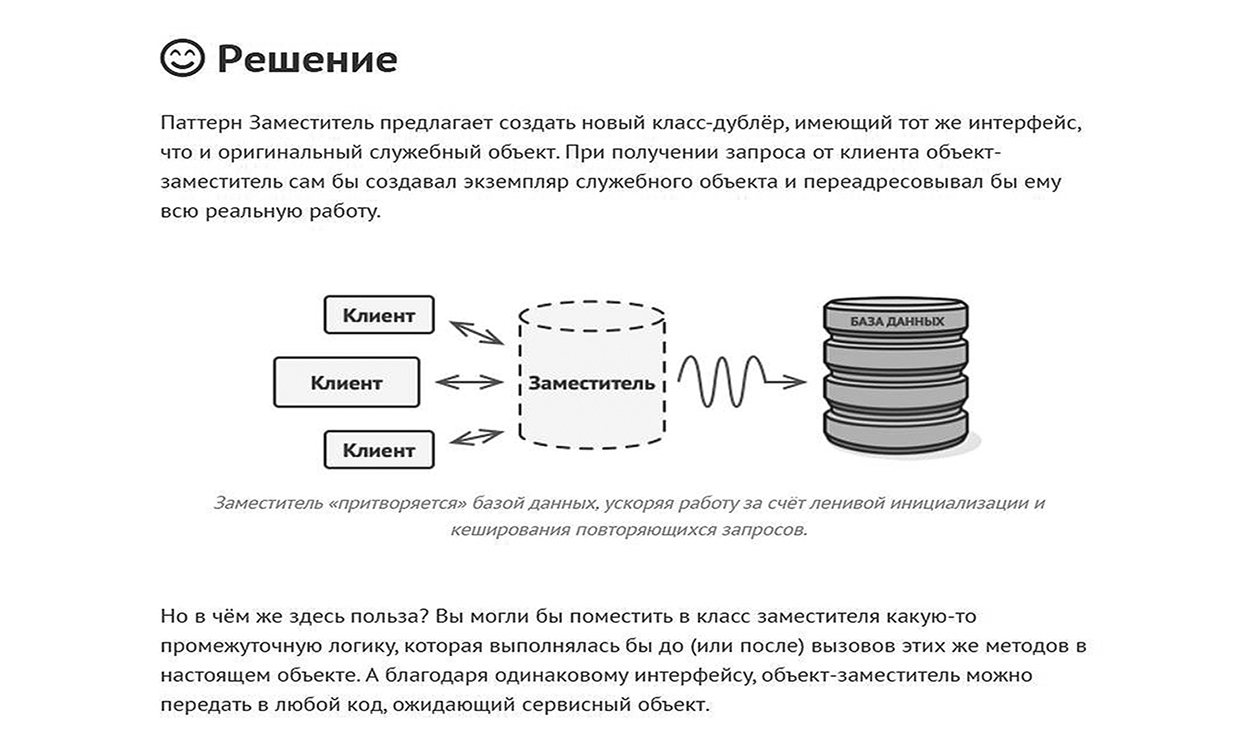 Решение
Паттерн Заместитель предлагает создать новый класс-дублёр, имеющий тот же интерфейс,
что и оригинальный служебный объект. При получении запроса от клиента объект-
заместитель сам бы создавал экземпляр служебного объекта и переадресовывал бы ему
всю реальную работу.
Клиент
Клиент
Клиент
Заместитель
БАЗА ДАННЫХ
Заместитель «притворяется» базой данных, ускоряя работу за счёт ленивой инициализации и
кеширования повторяющихся запросов.
Но в чём же здесь польза? Вы могли бы поместить в класс заместителя какую-то
промежуточную логику, которая выполнялась бы до (или после) вызовов этих же методов в
настоящем объекте. А благодаря одинаковому интерфейсу, объект-заместитель можно
передать в любой код, ожидающий сервисный объект.